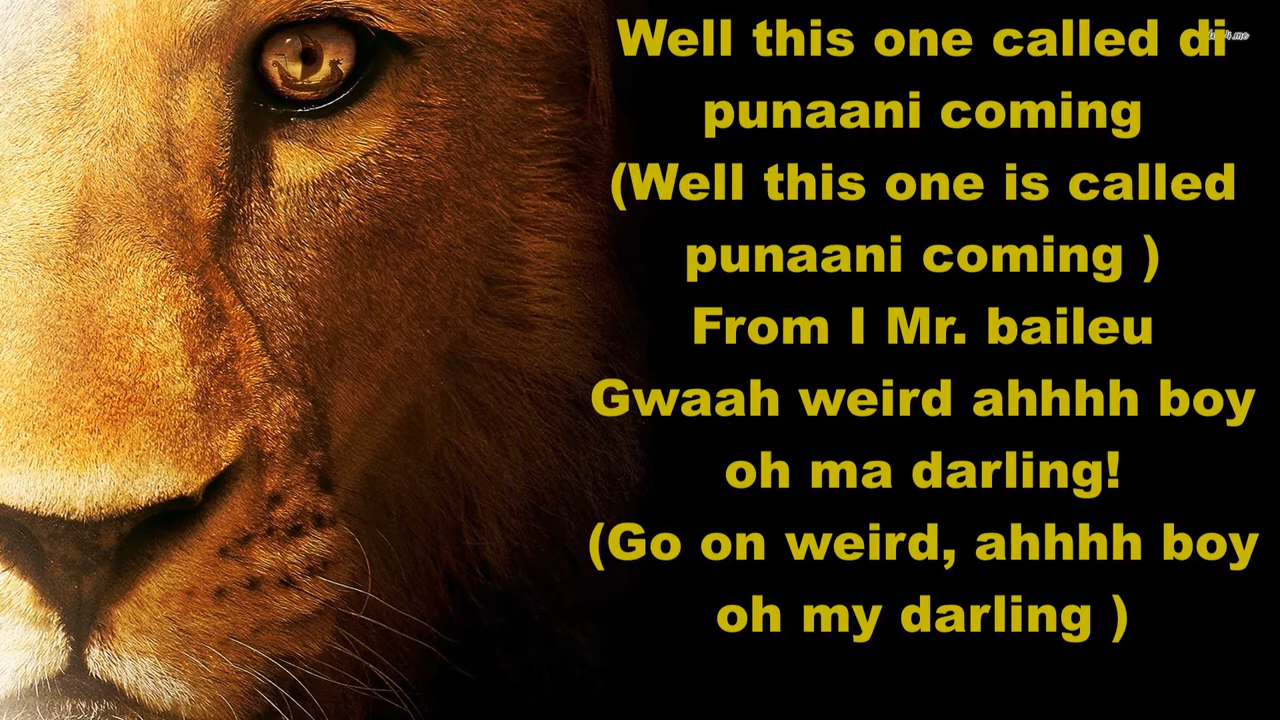 Well this one called di
punaani coming
(Well this one is called
punaani coming )
From I Mr. baileu
Gwaah weird ahhhh boy
oh ma darling!
(Go on weird, ahhhh boy
oh my darling )